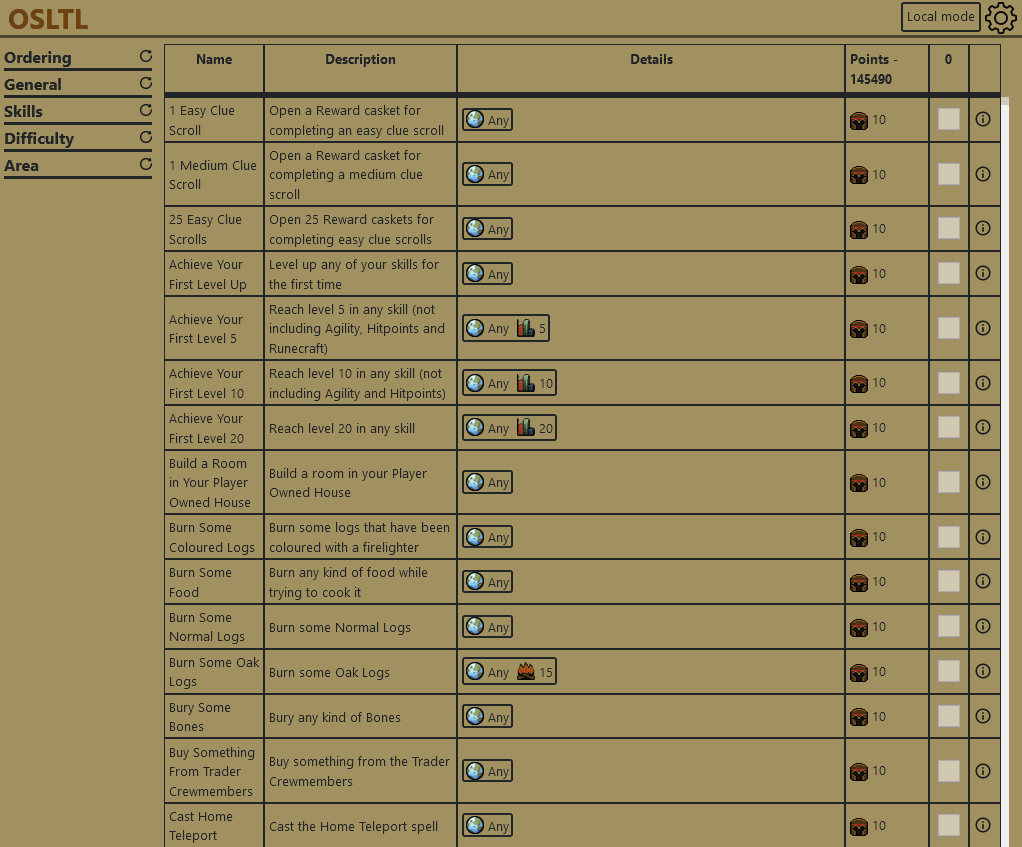 OSLTL
Local mode
Ordering
General
Skills
Difficulty
Area
Name
Description
Details
Points -
145490
0
1 Easy Clue
Scroll
Open a Reward casket for
completing an easy clue scroll
Any
10
1 Medium Clue
Scroll
Open a Reward casket for
completing a medium clue
scroll
Any
10
25 Easy Clue
Scrolls
Open 25 Reward caskets for
completing easy clue scrolls
Any
10
Achieve Your
First Level Up
Level up any of your skills for
the first time
Any
10
Achieve Your
First Level 5
Reach level 5 in any skill (not
including Agility, Hitpoints and
Runecraft)
Any 5
10
Achieve Your
First Level 10
Reach level 10 in any skill (not
including Agility and Hitpoints)
Any 10
10
Achieve Your
First Level 20
Reach level 20 in any skill
Any 20
10
Build a Room
in Your Player
Owned House
Build a room in your Player
Owned House
Any
10
Burn Some
Coloured Logs
Burn some logs that have been
coloured with a firelighter
Any
10
Burn Some
Food
Burn any kind of food while
trying to cook it
Any
10
Burn Some
Normal Logs
Burn some Normal Logs
Any
10
Burn Some Oak
Logs
Burn some Oak Logs
Any 15
10
Bury Some
Bones
Bury any kind of Bones
Any
10
Buy Something
From Trader
Crewmembers
Buy something from the Trader
Crewmembers
Any
10
Cast Home
Teleport
Cast the Home Teleport spell
Any
10